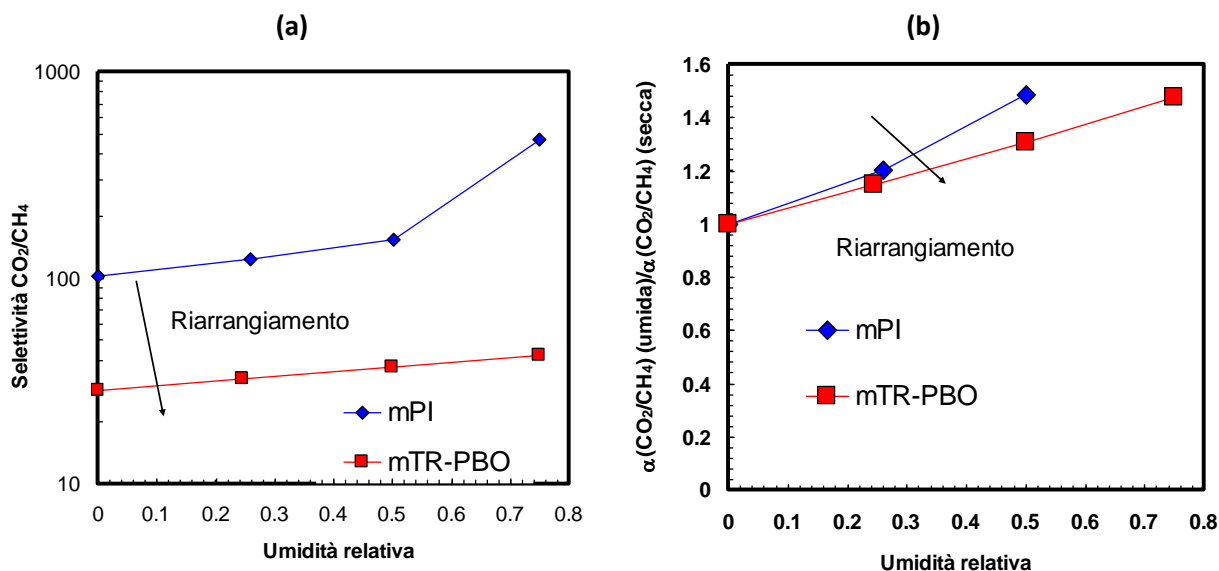 (a)
1000
100
10
Selettività CO₂/CH₄
Riarrangiamento
mPI
mTR-PBO
0 0.1 0.2 0.3 0.4 0.5 0.6 0.7 0.8
Umidità relativa
(b)
1.6
1.4
1.2
1
0.8
0.6
0.4
0.2
0
α(CO₂/CH₄) (umida)/α(CO₂/CH₄) (secca)
Riarrangiamento
mPI
mTR-PBO
0 0.1 0.2 0.3 0.4 0.5 0.6 0.7 0.8
Umidità relativa